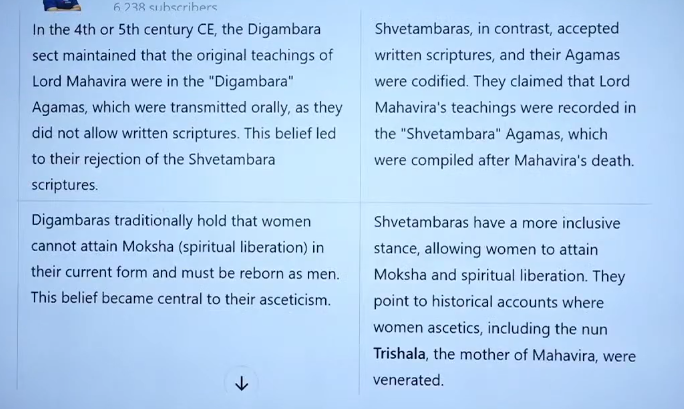 6,238 subscribers
In the 4th or 5th century CE, the Digambara
sect maintained that the original teachings of
Lord Mahavira were in the "Digambara"
Agamas, which were transmitted orally, as they
did not allow written scriptures. This belief led
to their rejection of the Shvetambara
scriptures.
Shvetambaras, in contrast, accepted
written scriptures, and their Agamas
were codified. They claimed that Lord
Mahavira's teachings were recorded in
the "Shvetambara" Agamas, which
were compiled after Mahavira's death.
Digambaras traditionally hold that women
cannot attain Moksha (spiritual liberation) in
their current form and must be reborn as men.
This belief became central to their asceticism.
Shvetambaras have a more inclusive
stance, allowing women to attain
Moksha and spiritual liberation. They
point to historical accounts where
women ascetics, including the nun
Trishala, the mother of Mahavira, were
venerated.